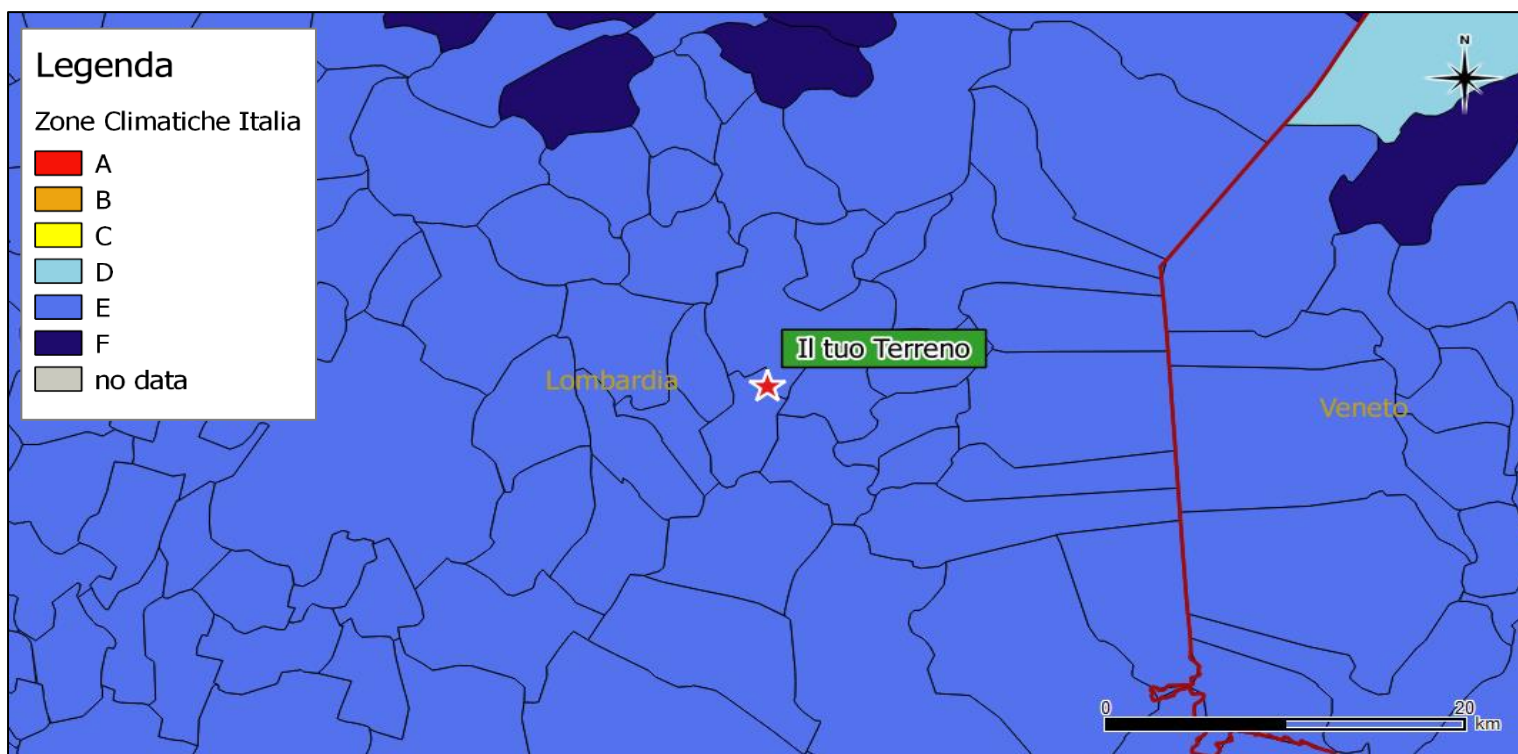 Legenda
Zone Climatiche Italia
A
B
C
D
E
F
no data
N
Il tuo Terreno
Lombardia
Veneto
0 20
km